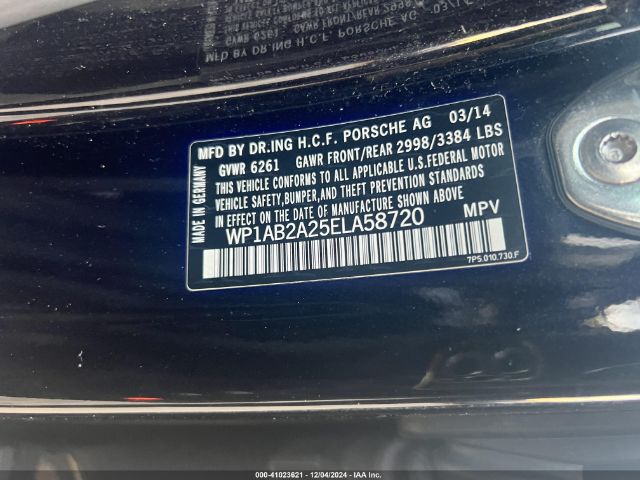 MFD BY DR.ING H.C.F. PORSCHE AG 03/14
GVWR 6261 GAWR FRONT/REAR 2998/3384 LBS
THIS VEHICLE CONFORMS TO ALL APPLICABLE U.S.FEDERAL MOTOR
VEHICLE SAFETY,BUMPER,AND THEFT PREVENTION STANDARDS
IN EFFECT ON THE DATE OF MANUFACTURE SHOWN ABOVE
MADE IN GERMANY
WP1AB2A25ELA58720 MPV
7P5.010.730.F
000-41023621 - 12/04/2024 - IAA Inc.